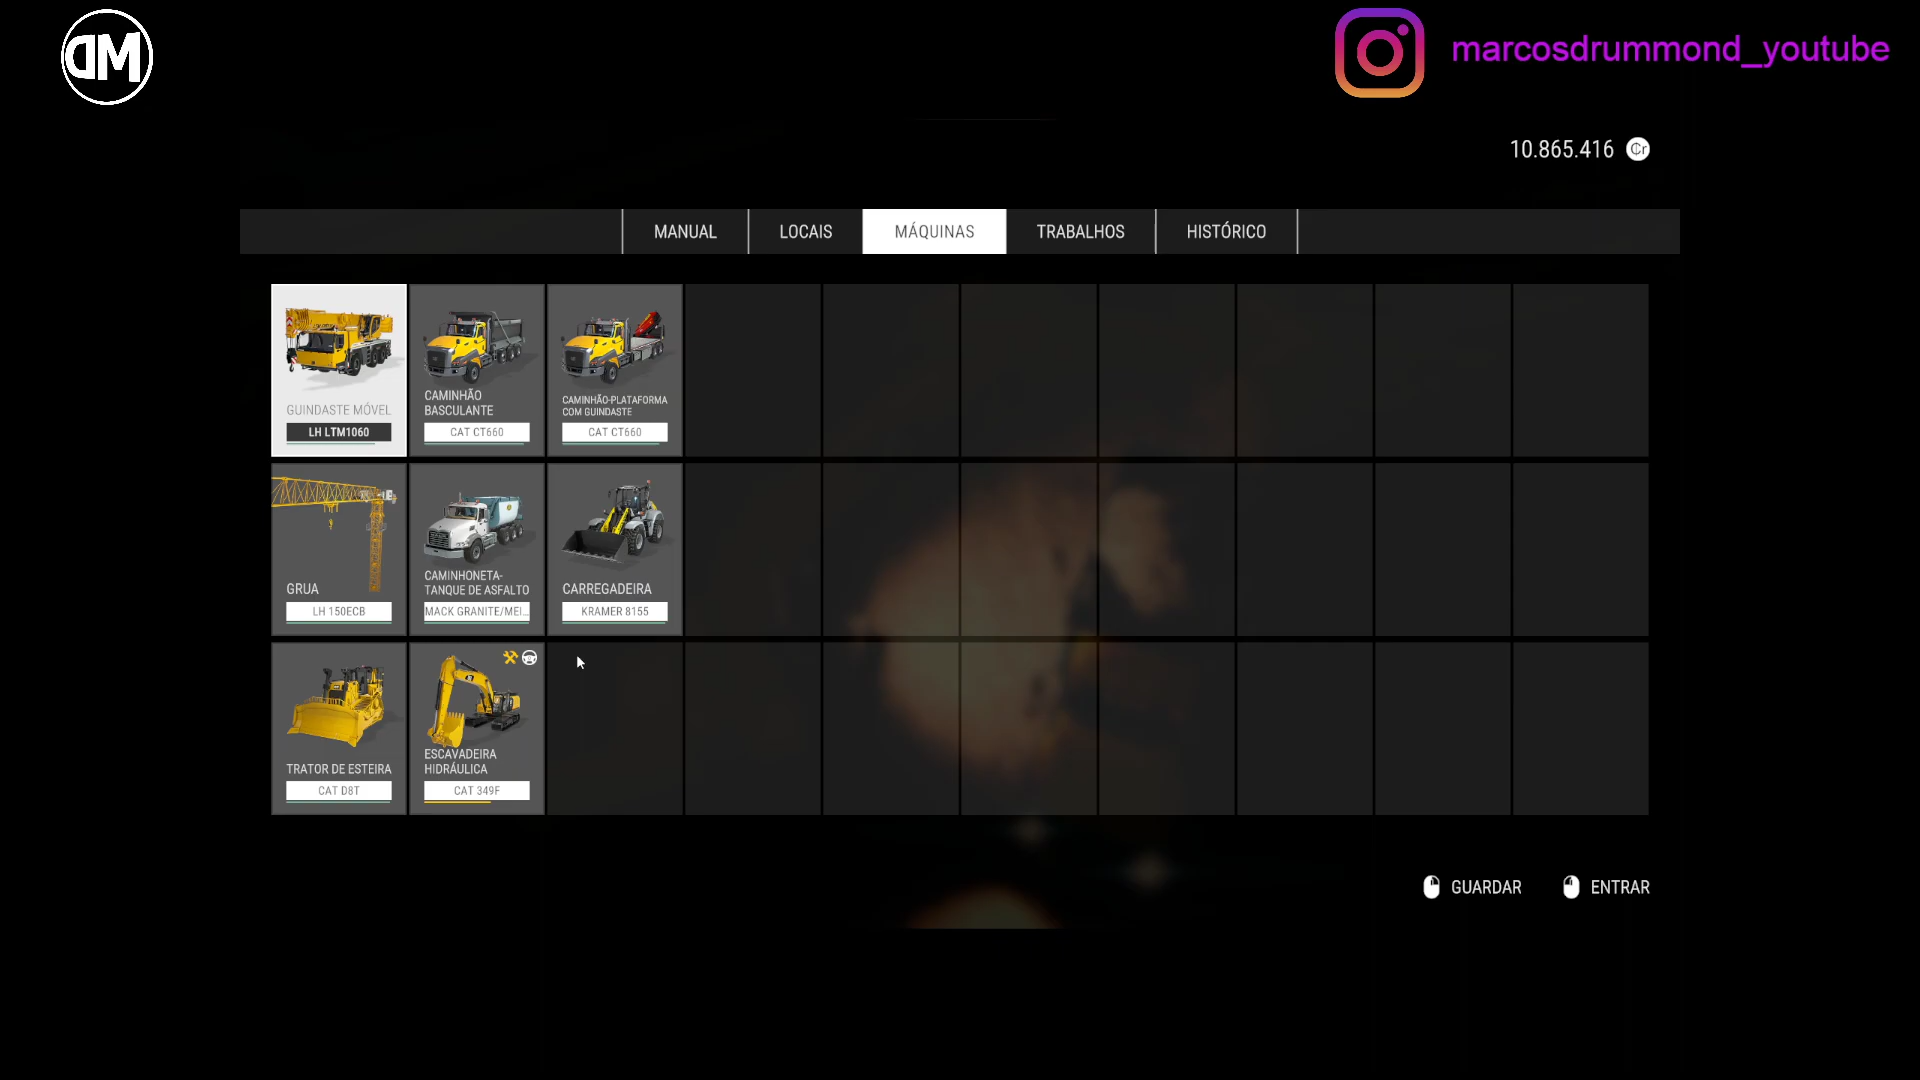 DM
marcosdrummond_youtube
10.865.416 Cr
MANUAL
LOCAIS
MÁQUINAS
TRABALHOS
HISTÓRICO
GUINDASTE MÓVEL
LH LTM1060
CAMINHÃO
BASCULANTE
CAT CT660
CAMINHÃO-PLATAFORMA
COM GUINDASTE
CAT CT660
GRUA
LH 150ECB
CAMINHONETA-
TANQUE DE ASFALTO
MACK GRANITE/MEI...
CARREGADEIRA
KRAMER 8155
TRATOR DE ESTEIRA
CAT D8T
ESCAVADEIRA
HIDRÁULICA
CAT 349F
GUARDAR
ENTRAR